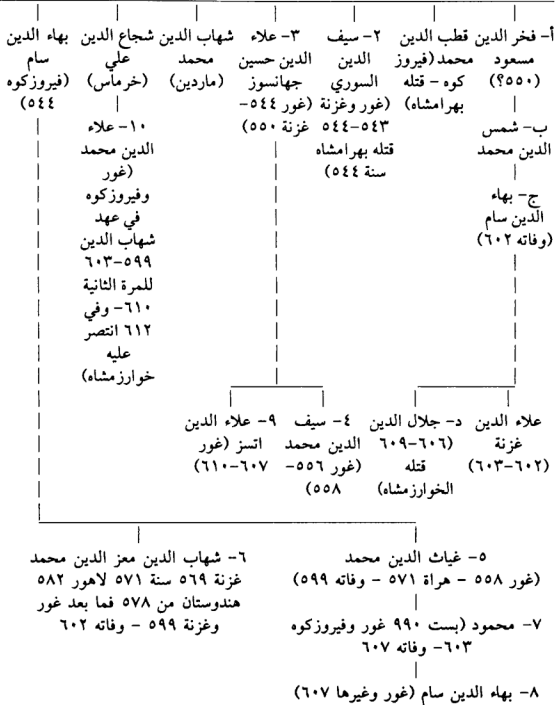 أ- فخر الدين
مسعود
(٥٥٠؟)
ب- شمس
الدين محمد
ج- بهاء
الدين سام
(وفاته ٦٠٢)
قطب الدين
محمد (فيروز
كوه - قتله
بهرامشاه)
٢- سيف
الدين
السوري
(غور وغزنة
٥٤٣-٥٤٤
قتله بهرامشاه
سنة ٥٤٤)
٣- علاء
الدين حسين
جهانسوز
(غور ٥٤٤-
غزنة ٥٥٠)
شهاب الدين
محمد
(ماردين)
شجاع الدين
علي
(خرماس)
١٠- علاء
الدين محمد
(غور
وفيروزكوه
في عهد
شهاب الدين
٥٩٩-٦٠٣
للمرة الثانية
٦١٠- وفي
٦١٢ انتصر
عليه
خوارزمشاه)
بهاء الدين
سام
(فيروزكوه
٥٤٤)
علاء الدين
غزنة
(٦٠٢-٦٠٣)
د- جلال الدين
(٦٠٦-٦٠٩
قتله
الخوارزمشاه)
٤- سيف
الدين محمد
(غور ٥٥٦-
٥٥٨)
٩- علاء الدين
اتسز (غور
٦٠٧-٦١٠)
٥- غياث الدين محمد
(غور ٥٥٨ - هراة ٥٧١ - وفاته ٥٩٩)
٧- محمود (بست ٩٩٠ غور وفيروزكوه
٦٠٣- وفاته ٦٠٧
٨- بهاء الدين سام (غور وغيرها ٦٠٧)
٦- شهاب الدين معز الدين محمد
غزنة ٥٦٩ سنة ٥٧١ لاهور ٥٨٢
هندوستان من ٥٧٨ فما بعد غور
وغزنة ٥٩٩ - وفاته ٦٠٢